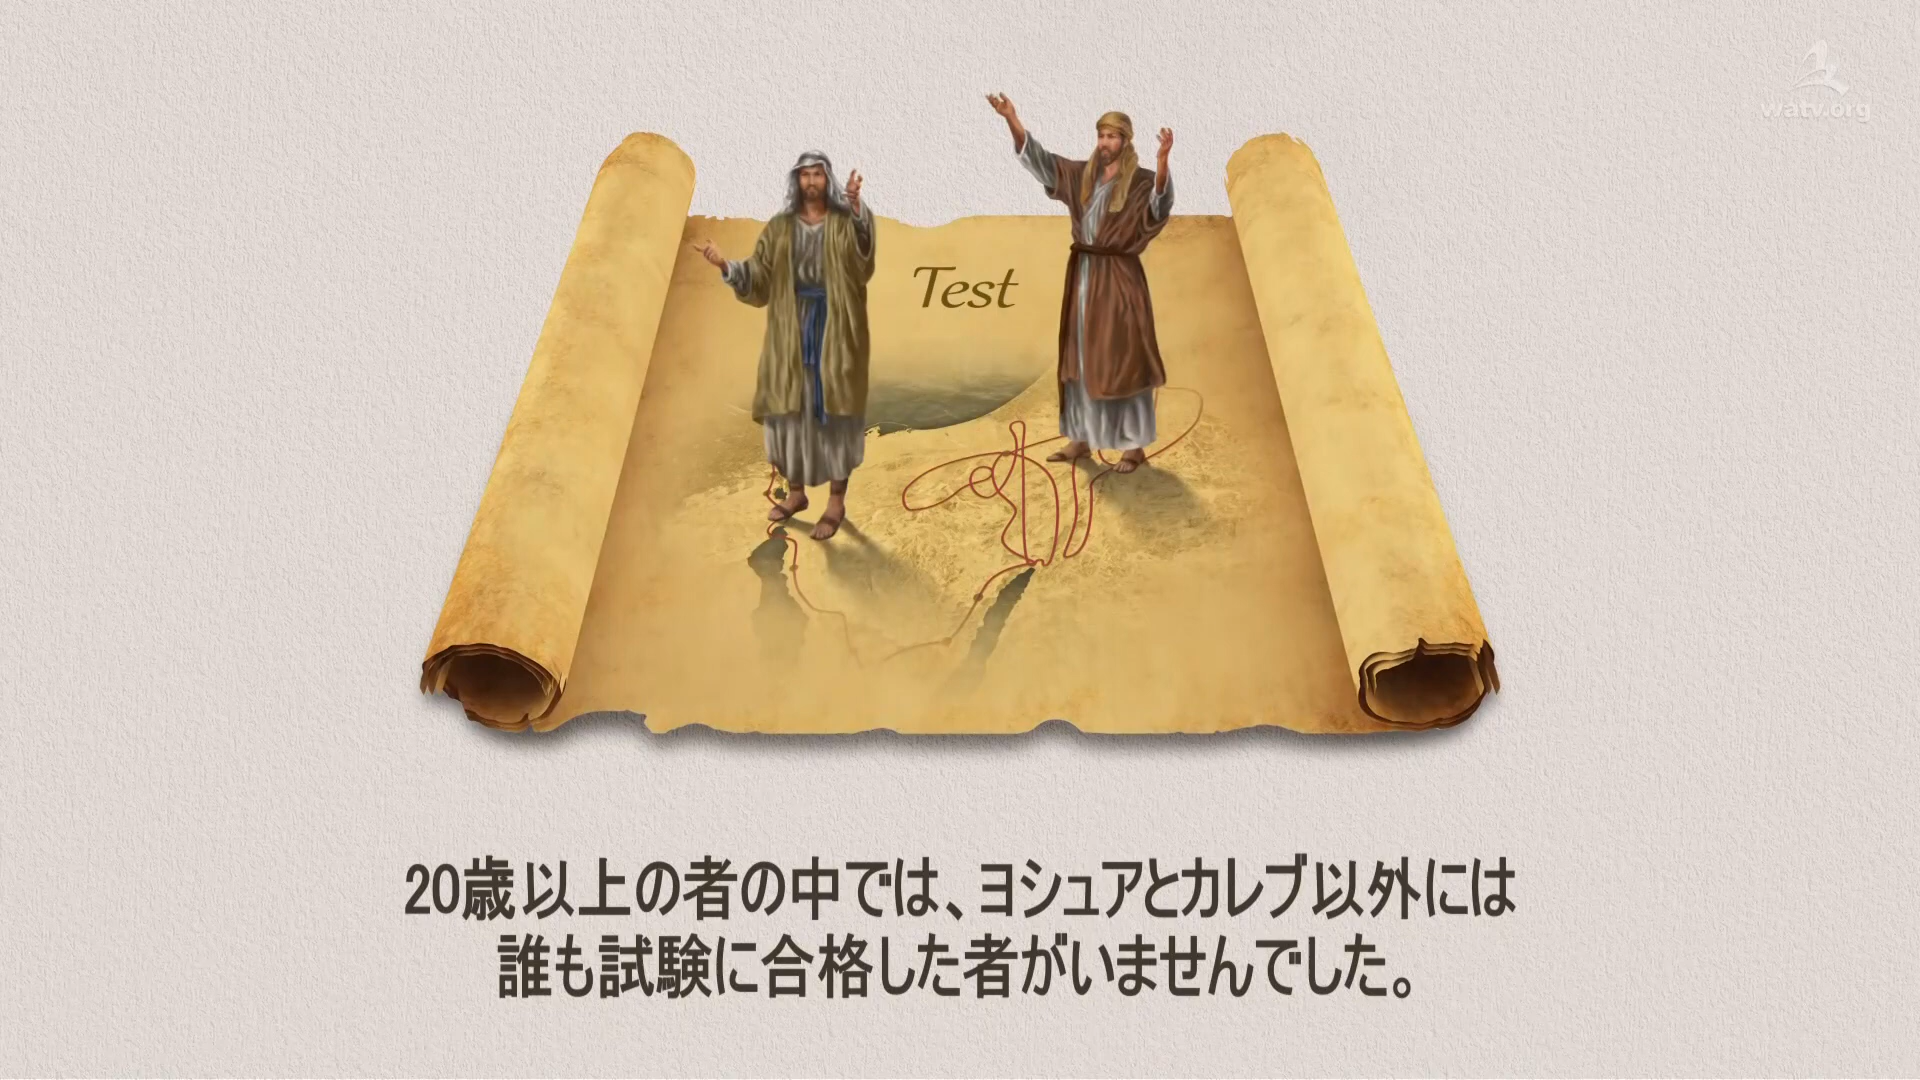 watv.org
Test
20歳以上の者の中では、ヨシュアとカレブ以外には
誰も試験に合格した者がいませんでした。